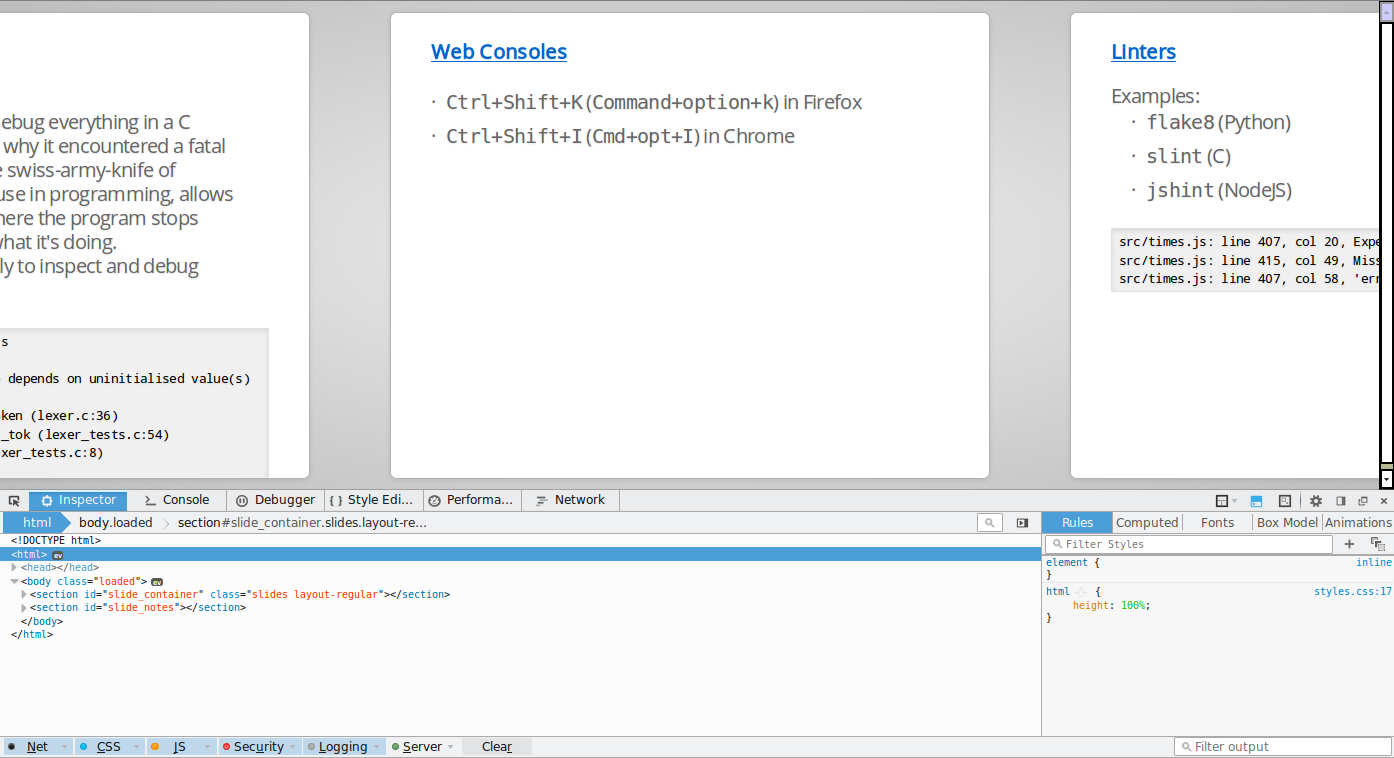 ebug everything in a C
why it encountered a fatal
swiss-army-knife of
use in programming, allows
the program stops
what it's doing.
to inspect and debug
s
depends on uninitialised value(s)
ken (lexer.c:36)
_tok (lexer_tests.c:54)
exer_tests.c:8)
Web Consoles
· Ctrl+Shift+K (Command+option+k) in Firefox
· Ctrl+Shift+I (Cmd+opt+I) in Chrome
LInters
Examples:
· flake8 (Python)
· slint (C)
· jshint (NodeJS)
src/times.js: line 407, col 20, Expe
src/times.js: line 415, col 49, Miss
src/times.js: line 407, col 58, 'err
Inspector Console Debugger { } Style Edi... Performa... Network
html body.loaded section#slide_container.slides.layout-re...
Rules Computed Fonts Box Model Animations
<!DOCTYPE html>
<html> ev
<head></head>
<body class="loaded"> ev
<section id="slide_container" class="slides layout-regular"></section>
<section id="slide_notes"></section>
</body>
</html>
Filter Styles
element { inline
}
html { styles.css:17
height: 100%;
}
Net CSS JS Security Logging Server Clear Filter output